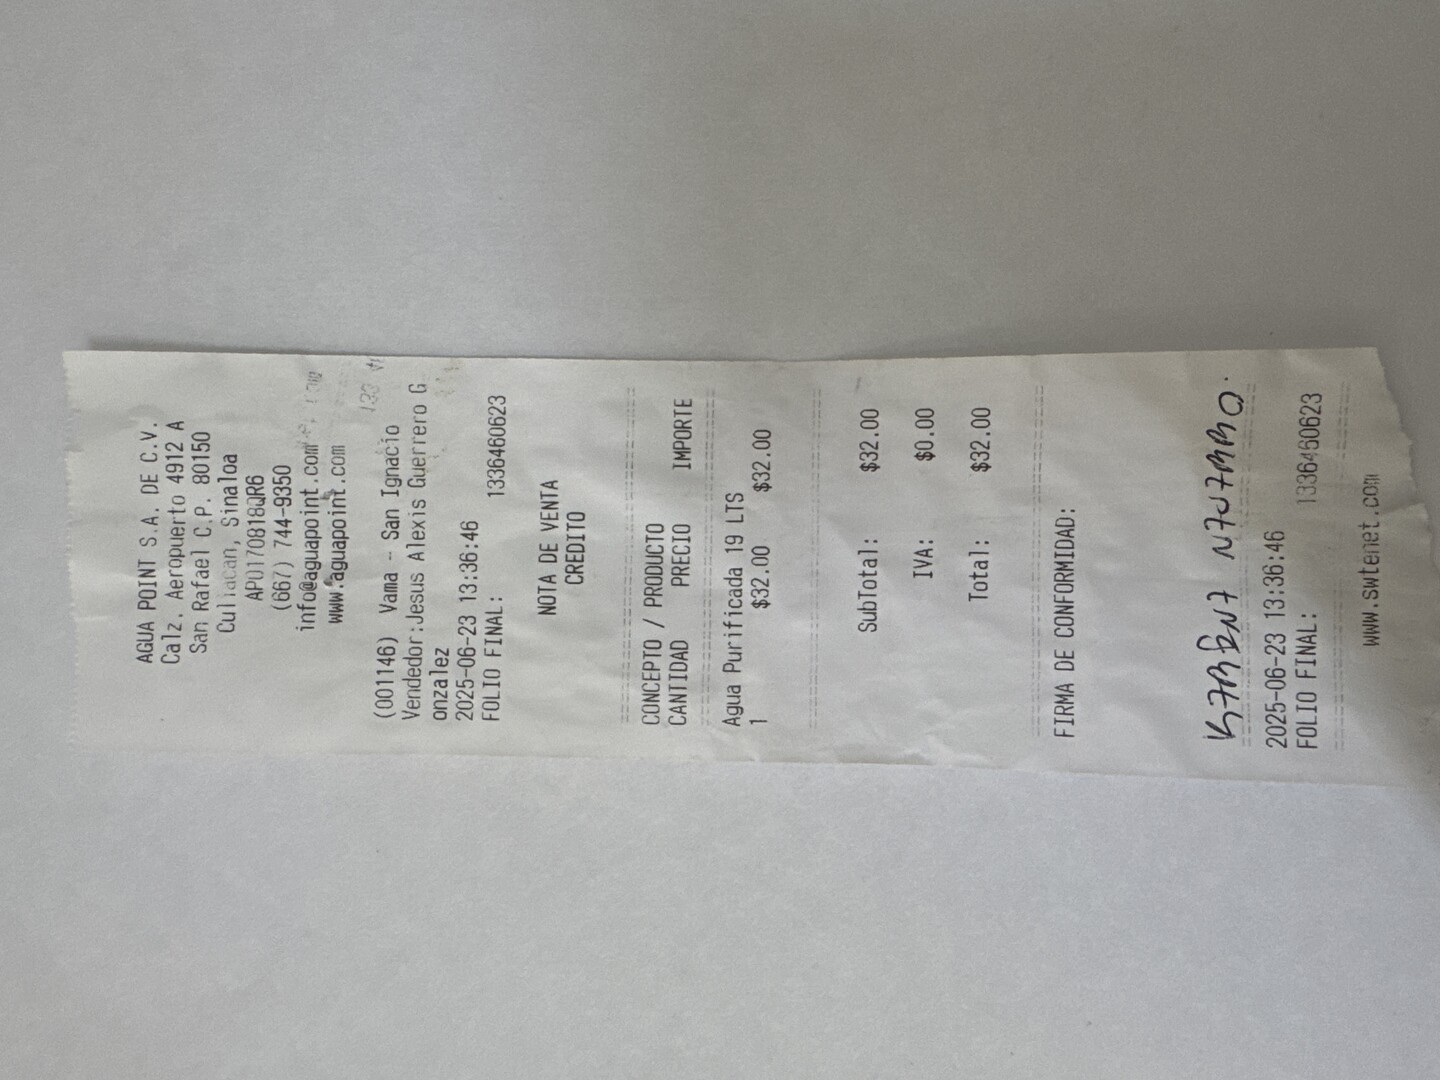 AGUA POINT S.A. DE C.V.
Calz. Aeropuerto 4912 A
San Rafael C.P. 80150
Culiacan, Sinaloa
APO170818QR6
(667) 744-9350
info@aguapoint.com
www.aguapoint.com
(001146) Vama - San Ignacio
Vendedor:Jesus Alexis Guerrero G
onzalez
2025-06-23 13:36:46
FOLIO FINAL: 1336460623
NOTA DE VENTA
CREDITO
CONCEPTO / PRODUCTO
CANTIDAD PRECIO IMPORTE
Agua Purificada 19 LTS
1 $32.00 $32.00
SubTotal: $32.00
IVA: $0.00
Total: $32.00
FIRMA DE CONFORMIDAD:
2025-06-23 13:36:46
FOLIO FINAL: 1336460623
www.swtenet.com